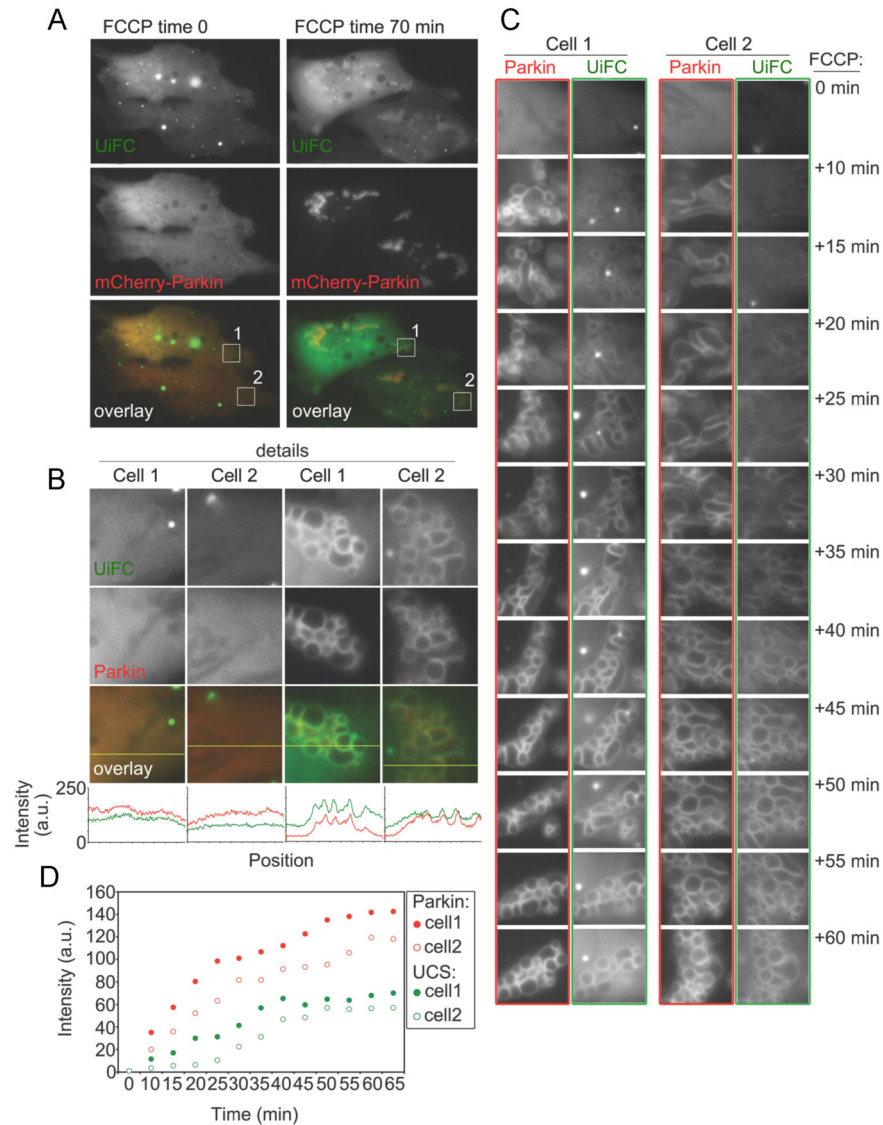 A
FCCP time 0
FCCP time 70 min
UiFC
UiFC
mCherry-Parkin
mCherry-Parkin
1
2
overlay
1
2
overlay
B
details
Cell 1
Cell 2
Cell 1
Cell 2
UiFC
Parkin
overlay
250
0
Intensity
(a.u.)
Position
C
Cell 1
Cell 2
Parkin
UiFC
Parkin
UiFC
FCCP:
0 min
+10 min
+15 min
+20 min
+25 min
+30 min
+35 min
+40 min
+45 min
+50 min
+55 min
+60 min
D
Intensity (a.u.)
160
140
120
100
80
60
40
20
0
0 10 15 20 25 30 35 40 45 50 55 60 65
Time (min)
Parkin:
cell1
cell2
UCS:
cell1
cell2